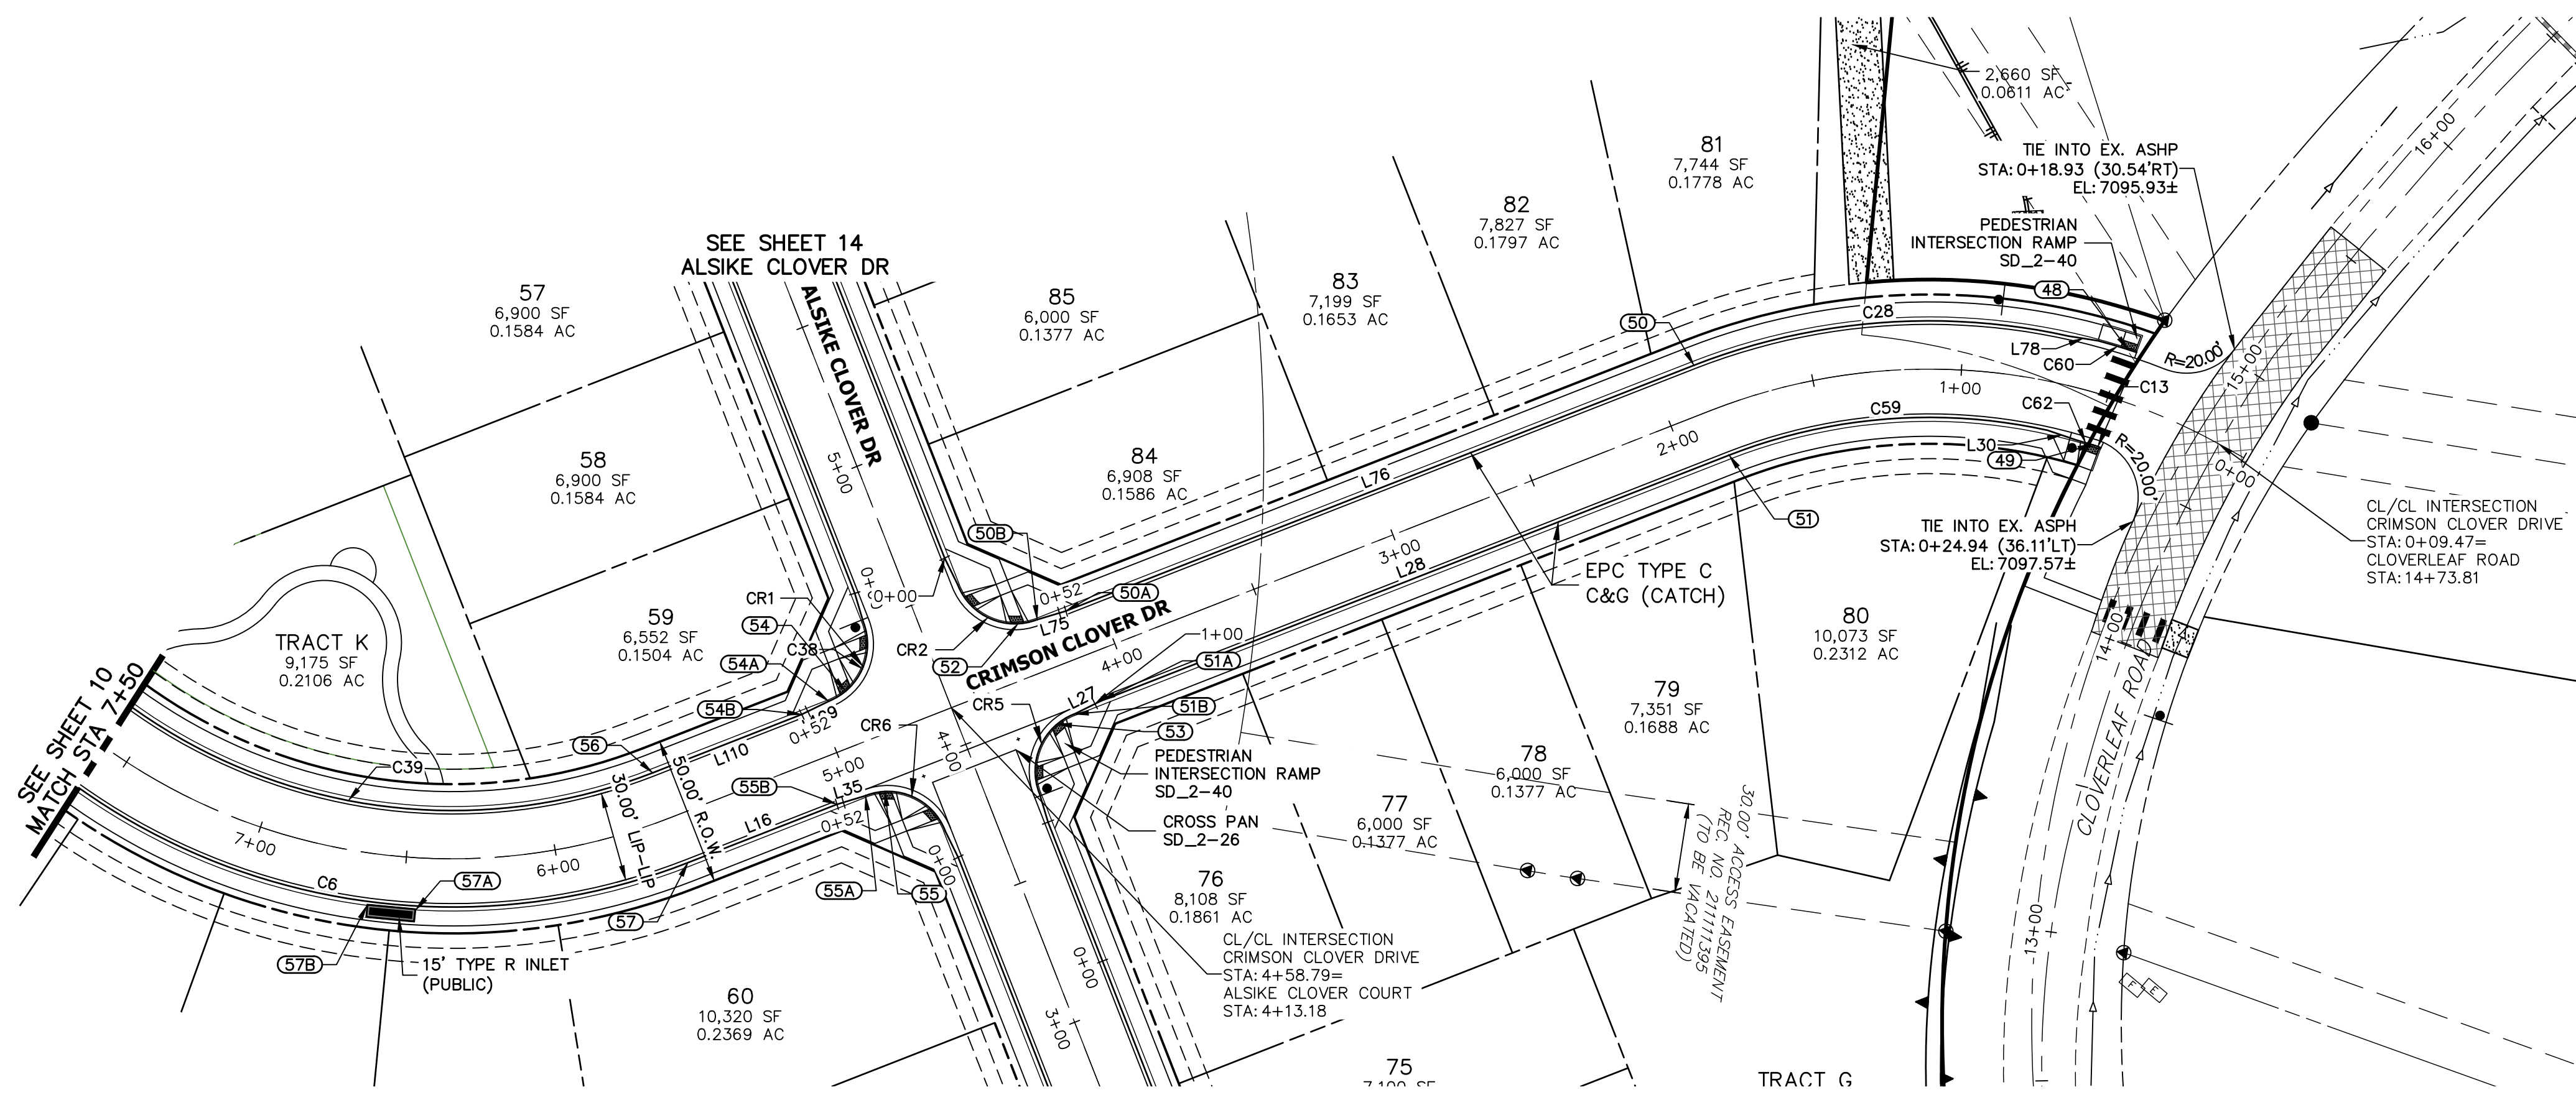 2,660 SF
0.0611 AC
16+00
TIE INTO EX. ASHP
STA: 0+18.93 (30.54'RT)
EL: 7095.93±
PEDESTRIAN
INTERSECTION RAMP
SD_2-40
48
81
7,744 SF
0.1778 AC
82
7,827 SF
0.1797 AC
83
7,199 SF
0.1653 AC
SEE SHEET 14
ALSIKE CLOVER DR
85
6,000 SF
0.1377 AC
57
6,900 SF
0.1584 AC
ALSIKE CLOVER DR
50
C28
L78
C60
R=20.00'
15+00
C13
1+00
C62
C59
L30
49
R=20.00'
0+00
2+00
58
6,900 SF
0.1584 AC
5+00
84
6,908 SF
0.1586 AC
L76
50B
51
TIE INTO EX. ASPH
STA: 0+24.94 (36.11'LT)
EL: 7097.57±
CL/CL INTERSECTION
CRIMSON CLOVER DRIVE
STA: 0+09.47=
CLOVERLEAF ROAD
STA: 14+73.81
3+00
L28
EPC TYPE C
C&G (CATCH)
0+00
0+52
50A
CR1
54
C38
54A
CR2
L75
52
CRIMSON CLOVER DR
1+00
4+00
51A
59
6,552 SF
0.1504 AC
80
10,073 SF
0.2312 AC
14+00
TRACT K
9,175 SF
0.2106 AC
SEE SHEET 10
MATCH STA 7+50
54B
0+52
L27
CR5
51B
53
CR6
56
L110
79
7,351 SF
0.1688 AC
CLOVERLEAF ROAD
C39
30.00' LIP-LIP
50.00' R.O.W.
55B
5+00
L35
4+00
PEDESTRIAN
INTERSECTION RAMP
SD_2-40
CROSS PAN
SD_2-26
78
6,000 SF
0.1377 AC
77
6,000 SF
0.1377 AC
30.00' ACCESS EASEMENT
REC. NO. 211111395
(TO BE VACATED)
7+00
6+00
L16
0+52
0+00
C6
57A
57
55A
55
76
8,108 SF
0.1861 AC
57B
15' TYPE R INLET
(PUBLIC)
60
10,320 SF
0.2369 AC
0+00
3+00
CL/CL INTERSECTION
CRIMSON CLOVER DRIVE
STA: 4+58.79=
ALSIKE CLOVER COURT
STA: 4+13.18
13+00
F
E
75
TRACT G